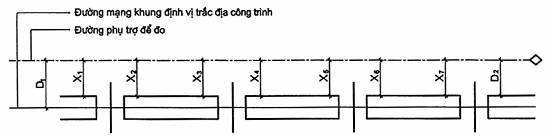 Đường mạng khung định vị trắc địa công trình
Đường phụ trợ để đo
D₁ X₁ X₂ X₃ X₄ X₅ X₆ X₇ D₂